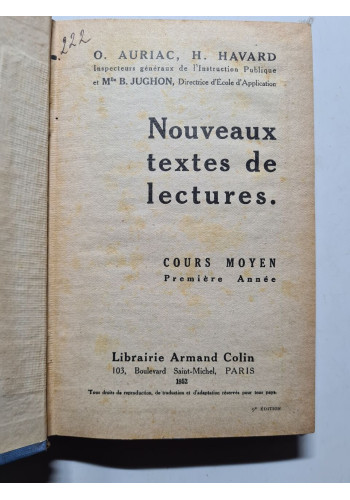 222
O. AURIAC, H. HAVARD
Inspecteurs généraux de l'Instruction Publique
et Mlle B. JUGHON, Directrice d'École d'Application
Nouveaux
textes de
lectures.
COURS MOYEN
Première Année
Librairie Armand Colin
103, Boulevard Saint-Michel, PARIS
1952
Tous droits de reproduction, de traduction et d'adaptation réservés pour tous pays.
5e ÉDITION